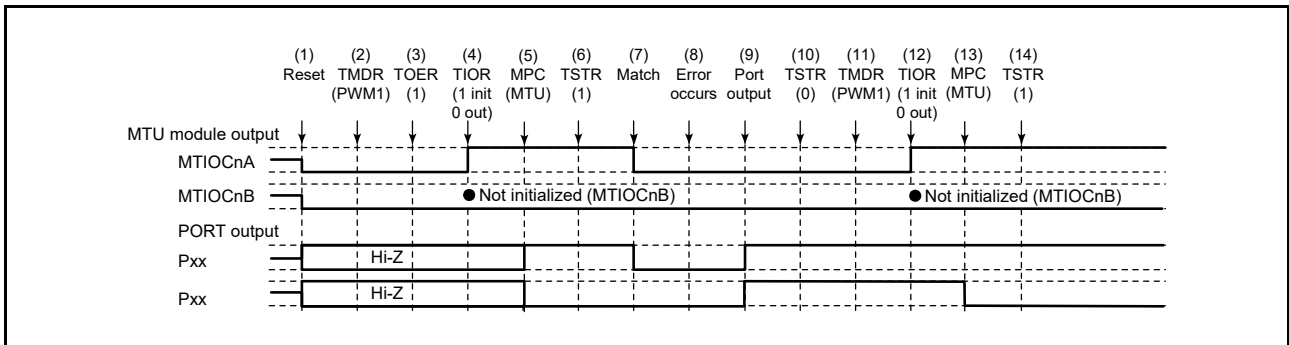 (1) (2) (3) (4) (5) (6) (7) (8) (9) (10) (11) (12) (13) (14)
Reset TMDR TOER TIOR MPC TSTR Match Error Port TSTR TMDR TIOR MPC TSTR
(PWM1) (1) (1 init (MTU) (1) occurs output (0) (PWM1) (1 init (MTU) (1)
0 out) 0 out)
MTU module output
MTIOCnA
MTIOCnB ● Not initialized (MTIOCnB) ● Not initialized (MTIOCnB)
PORT output
Pxx Hi-Z
Pxx Hi-Z